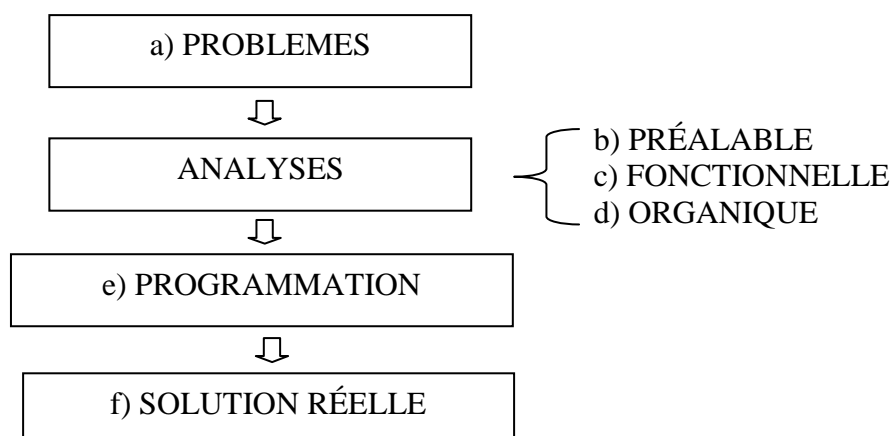 a) PROBLEMES
ANALYSES
b) PRÉALABLE
c) FONCTIONNELLE
d) ORGANIQUE
e) PROGRAMMATION
f) SOLUTION RÉELLE